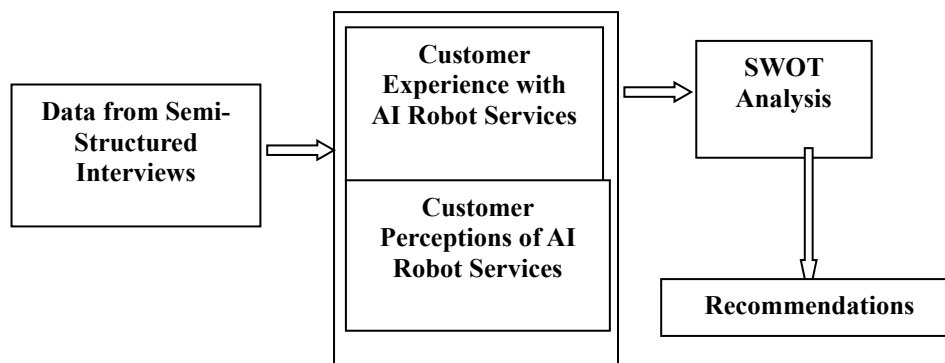 Data from Semi-
Structured
Interviews
Customer
Experience with
AI Robot Services
Customer
Perceptions of AI
Robot Services
SWOT
Analysis
Recommendations